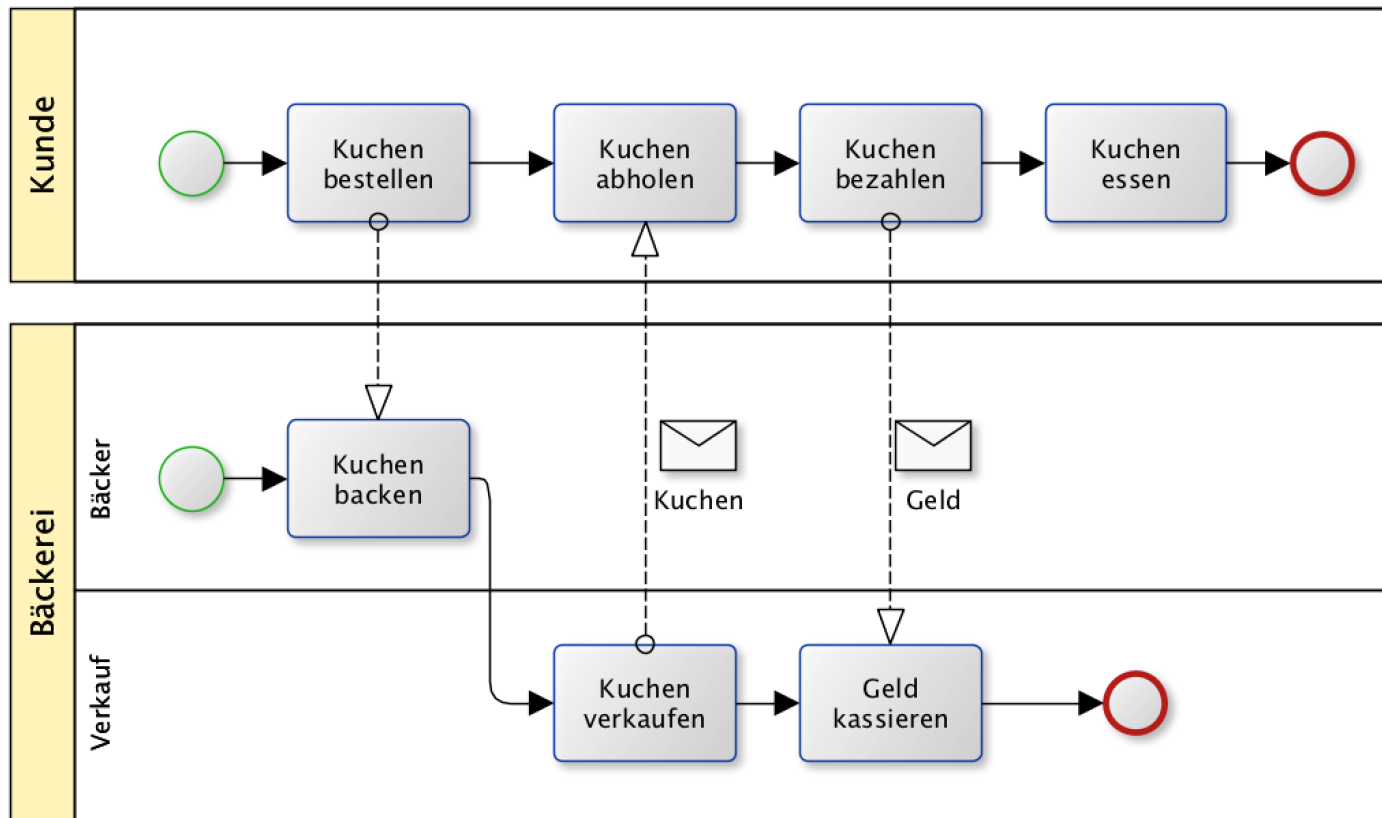 Kunde
Kuchen
bestellen
Kuchen
abholen
Kuchen
bezahlen
Kuchen
essen
Bäckerei
Bäcker
Kuchen
backen
Kuchen
Geld
Verkauf
Kuchen
verkaufen
Geld
kassieren